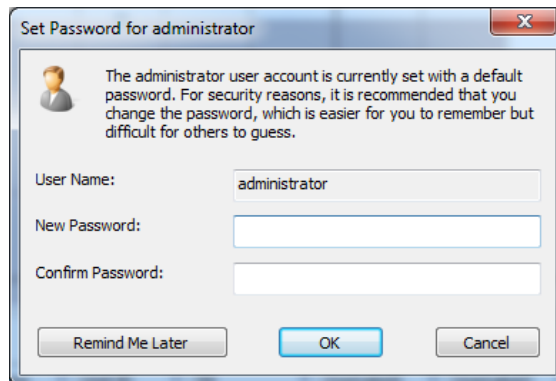 Set Password for administrator
The administrator user account is currently set with a default
password. For security reasons, it is recommended that you
change the password, which is easier for you to remember but
difficult for others to guess.
User Name:
administrator
New Password:
Confirm Password:
Remind Me Later
OK
Cancel